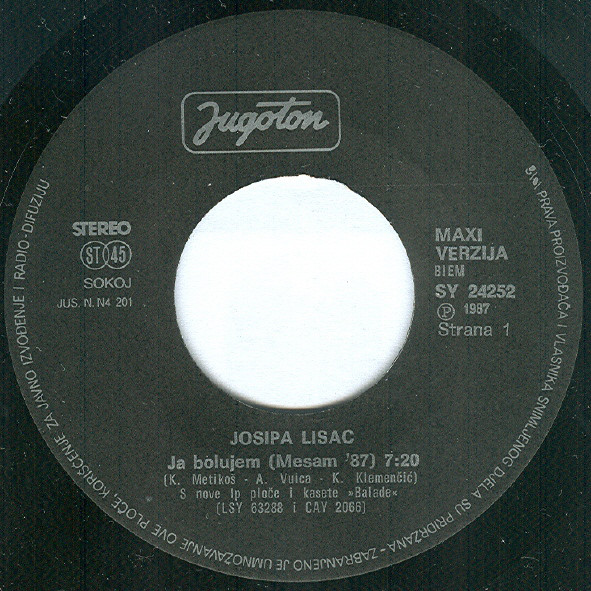 Jugoton
STEREO
ST 45
SOKOJ
JUS. N. N4 201
MAXI
VERZIJA
BIEM
SY 24252
℗ 1987
Strana 1
JOSIPA LISAC
Ja bolujem (Mesam '87) 7:20
(K. Metikoš - A. Vuica - K. Klemenčić)
S nove lp ploče i kasete »Balade«
(LSY 63288 i CAY 2066)
PRAVA PROIZVOĐAČA I VLASNIKA SNIMLJENOG DJELA SU PRIDRŽANA - ZABRANJENO JE UMNOŽAVANJE OVE PLOČE, KORIŠĆENJE ZA JAVNO IZVOĐENJE I RADIO-DIFUZIJU